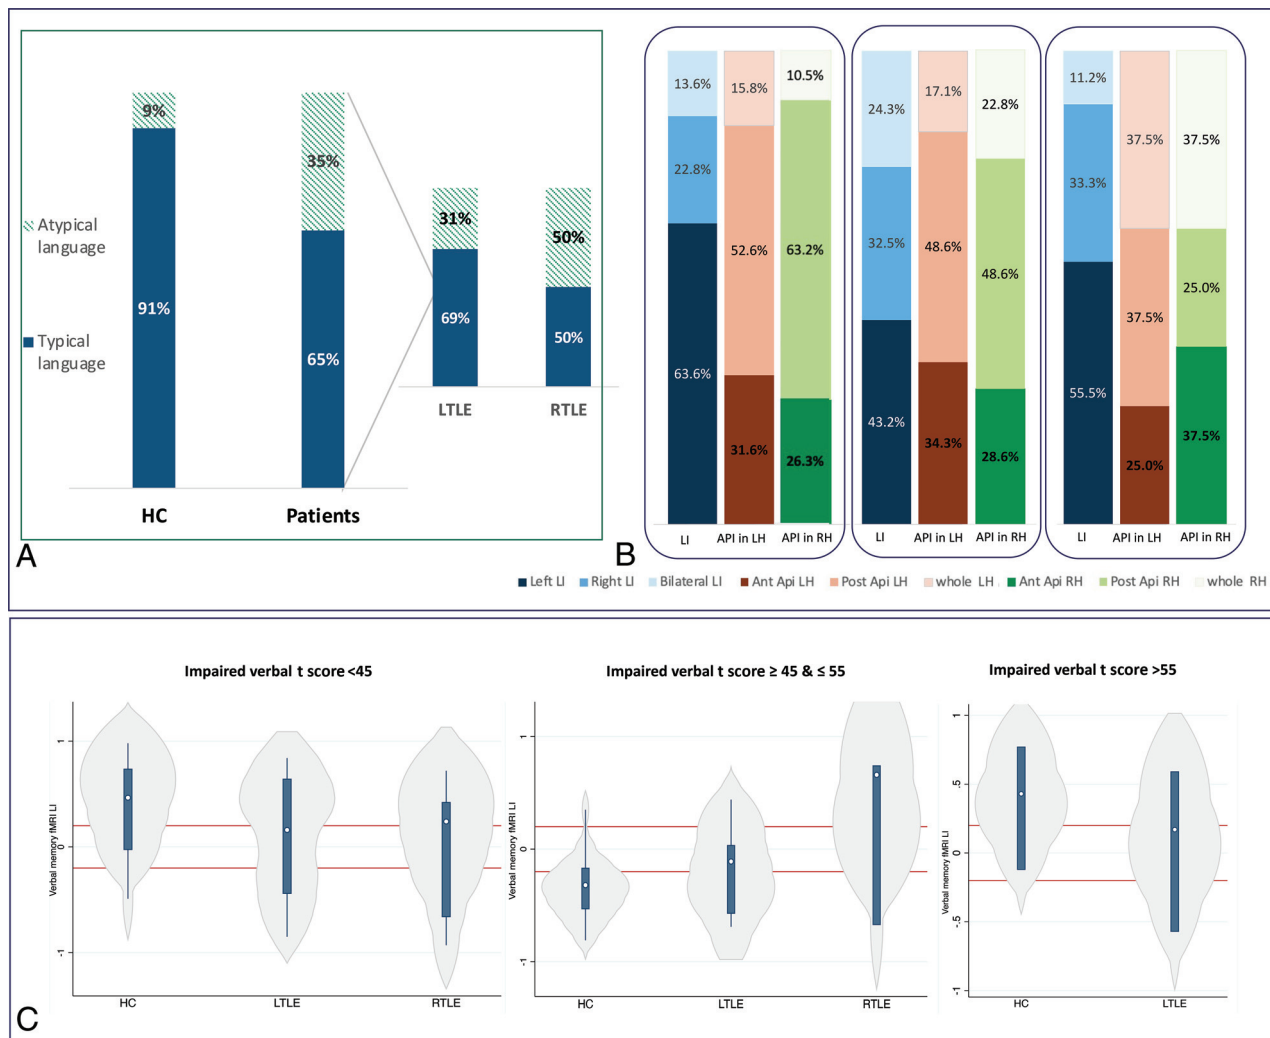 9%
35%
Atypical
language
31%
50%
91%
Typical
language
69%
50%
65%
LTLE
RTLE
HC
Patients
A
13.6%
15.8%
10.5%
22.8%
52.6%
63.2%
63.6%
31.6%
26.3%
LI
API in LH
API in RH
24.3%
17.1%
22.8%
32.5%
48.6%
48.6%
43.2%
34.3%
28.6%
LI
API in LH
API in RH
11.2%
37.5%
37.5%
33.3%
37.5%
25.0%
55.5%
25.0%
37.5%
LI
API in LH
API in RH
B
Left LI Right LI Bilateral LI Ant Api LH Post Api LH whole LH Ant Api RH Post Api RH whole RH
Impaired verbal t score <45
Verbal memory fMRI LI
1
0
-1
HC LTLE RTLE
Impaired verbal t score ≥ 45 & ≤ 55
Verbal memory fMRI LI
1
0
-1
HC LTLE RTLE
Impaired verbal t score >55
Verbal memory fMRI LI
1
.5
0
-.5
-1
HC LTLE
C